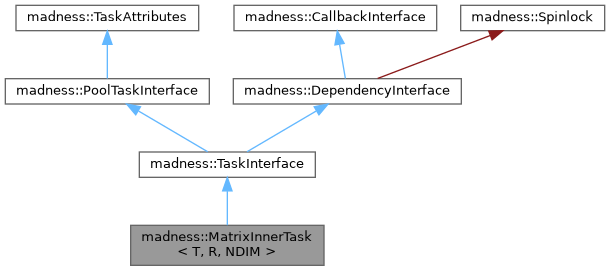 madness::TaskAttributes
madness::CallbackInterface
madness::Spinlock
madness::PoolTaskInterface
madness::DependencyInterface
madness::TaskInterface
madness::MatrixInnerTask
< T, R, NDIM >